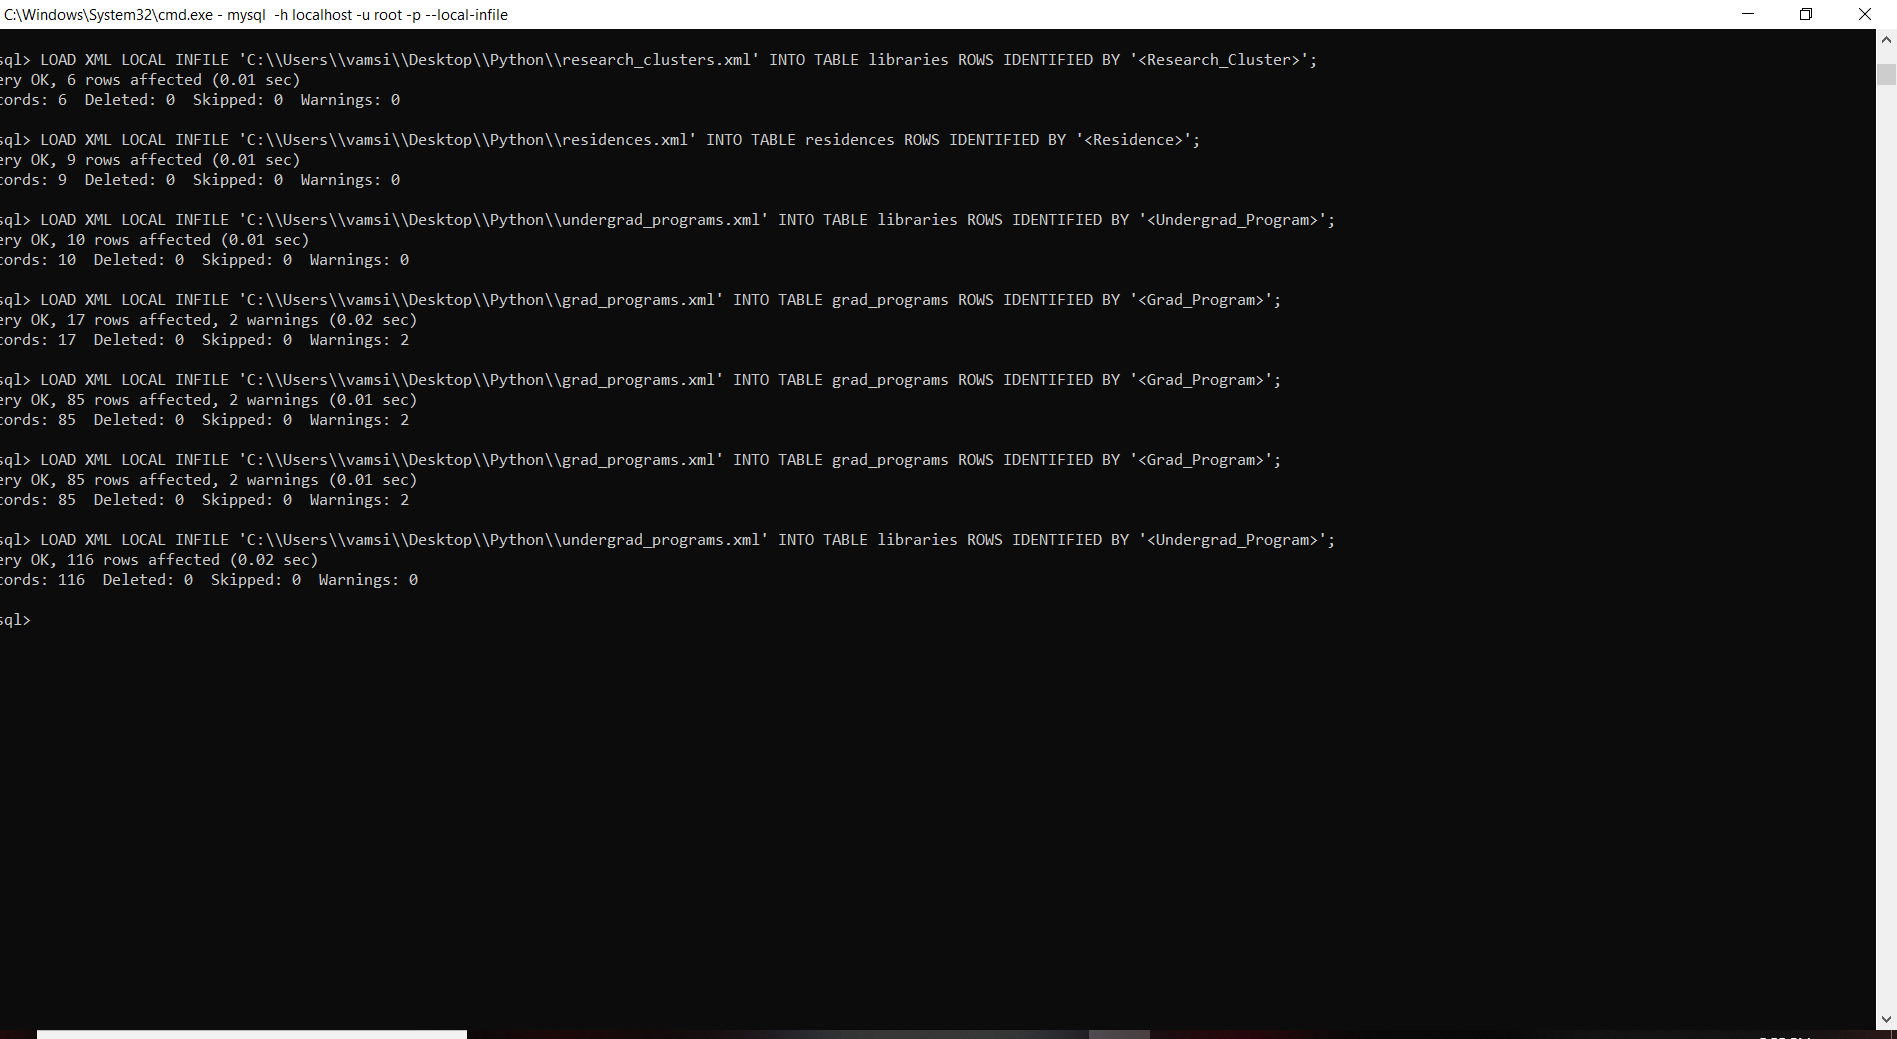 C:\Windows\System32\cmd.exe - mysql  -h localhost -u root -p --local-infile
sql> LOAD XML LOCAL INFILE 'C:\\Users\\vamsi\\Desktop\\Python\\research_clusters.xml' INTO TABLE libraries ROWS IDENTIFIED BY '<Research_Cluster>';
ery OK, 6 rows affected (0.01 sec)
cords: 6  Deleted: 0  Skipped: 0  Warnings: 0
sql> LOAD XML LOCAL INFILE 'C:\\Users\\vamsi\\Desktop\\Python\\residences.xml' INTO TABLE residences ROWS IDENTIFIED BY '<Residence>';
ery OK, 9 rows affected (0.01 sec)
cords: 9  Deleted: 0  Skipped: 0  Warnings: 0
sql> LOAD XML LOCAL INFILE 'C:\\Users\\vamsi\\Desktop\\Python\\undergrad_programs.xml' INTO TABLE libraries ROWS IDENTIFIED BY '<Undergrad_Program>';
ery OK, 10 rows affected (0.01 sec)
cords: 10  Deleted: 0  Skipped: 0  Warnings: 0
sql> LOAD XML LOCAL INFILE 'C:\\Users\\vamsi\\Desktop\\Python\\grad_programs.xml' INTO TABLE grad_programs ROWS IDENTIFIED BY '<Grad_Program>';
ery OK, 17 rows affected, 2 warnings (0.02 sec)
cords: 17  Deleted: 0  Skipped: 0  Warnings: 2
sql> LOAD XML LOCAL INFILE 'C:\\Users\\vamsi\\Desktop\\Python\\grad_programs.xml' INTO TABLE grad_programs ROWS IDENTIFIED BY '<Grad_Program>';
ery OK, 85 rows affected, 2 warnings (0.01 sec)
cords: 85  Deleted: 0  Skipped: 0  Warnings: 2
sql> LOAD XML LOCAL INFILE 'C:\\Users\\vamsi\\Desktop\\Python\\grad_programs.xml' INTO TABLE grad_programs ROWS IDENTIFIED BY '<Grad_Program>';
ery OK, 85 rows affected, 2 warnings (0.01 sec)
cords: 85  Deleted: 0  Skipped: 0  Warnings: 2
sql> LOAD XML LOCAL INFILE 'C:\\Users\\vamsi\\Desktop\\Python\\undergrad_programs.xml' INTO TABLE libraries ROWS IDENTIFIED BY '<Undergrad_Program>';
ery OK, 116 rows affected (0.02 sec)
cords: 116  Deleted: 0  Skipped: 0  Warnings: 0
sql>